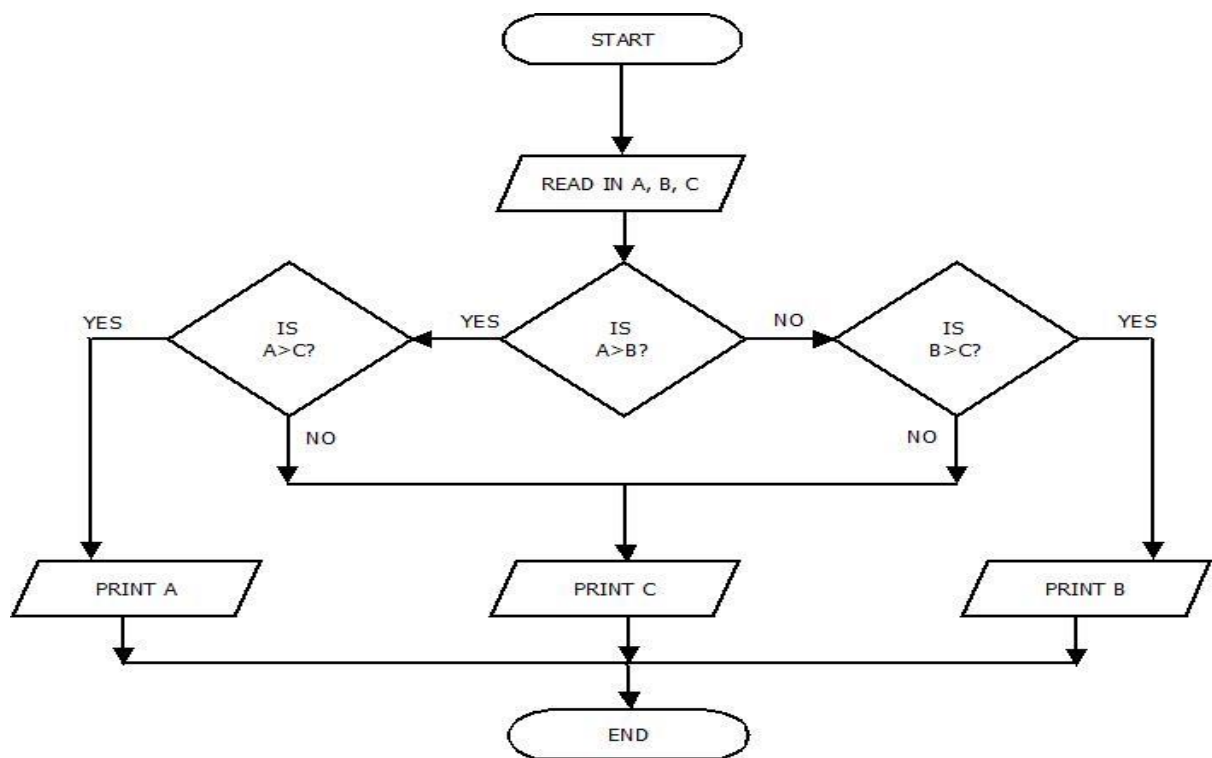 START
READ IN A, B, C
YES
IS
A>C?
YES
IS
A>B?
NO
IS
B>C?
YES
NO
NO
PRINT A
PRINT C
PRINT B
END